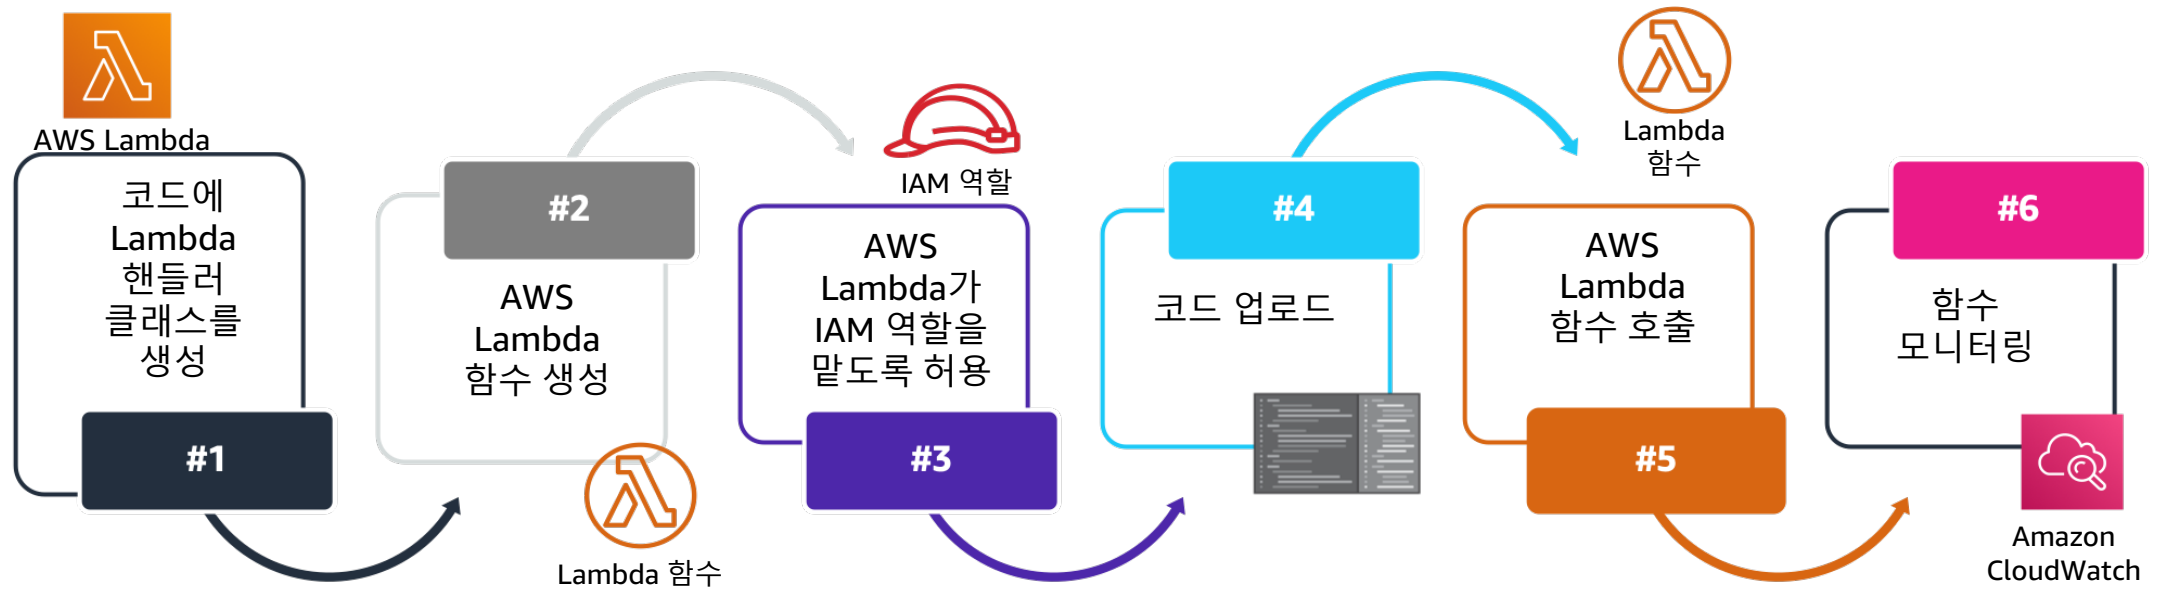 AWS Lambda
코드에
Lambda
핸들러
클래스를
생성
#1
#2
AWS
Lambda
함수 생성
Lambda 함수
IAM 역할
AWS
Lambda가
IAM 역할을
맡도록 허용
#3
#4
코드 업로드
Lambda
함수
AWS
Lambda
함수 호출
#5
#6
함수
모니터링
Amazon
CloudWatch